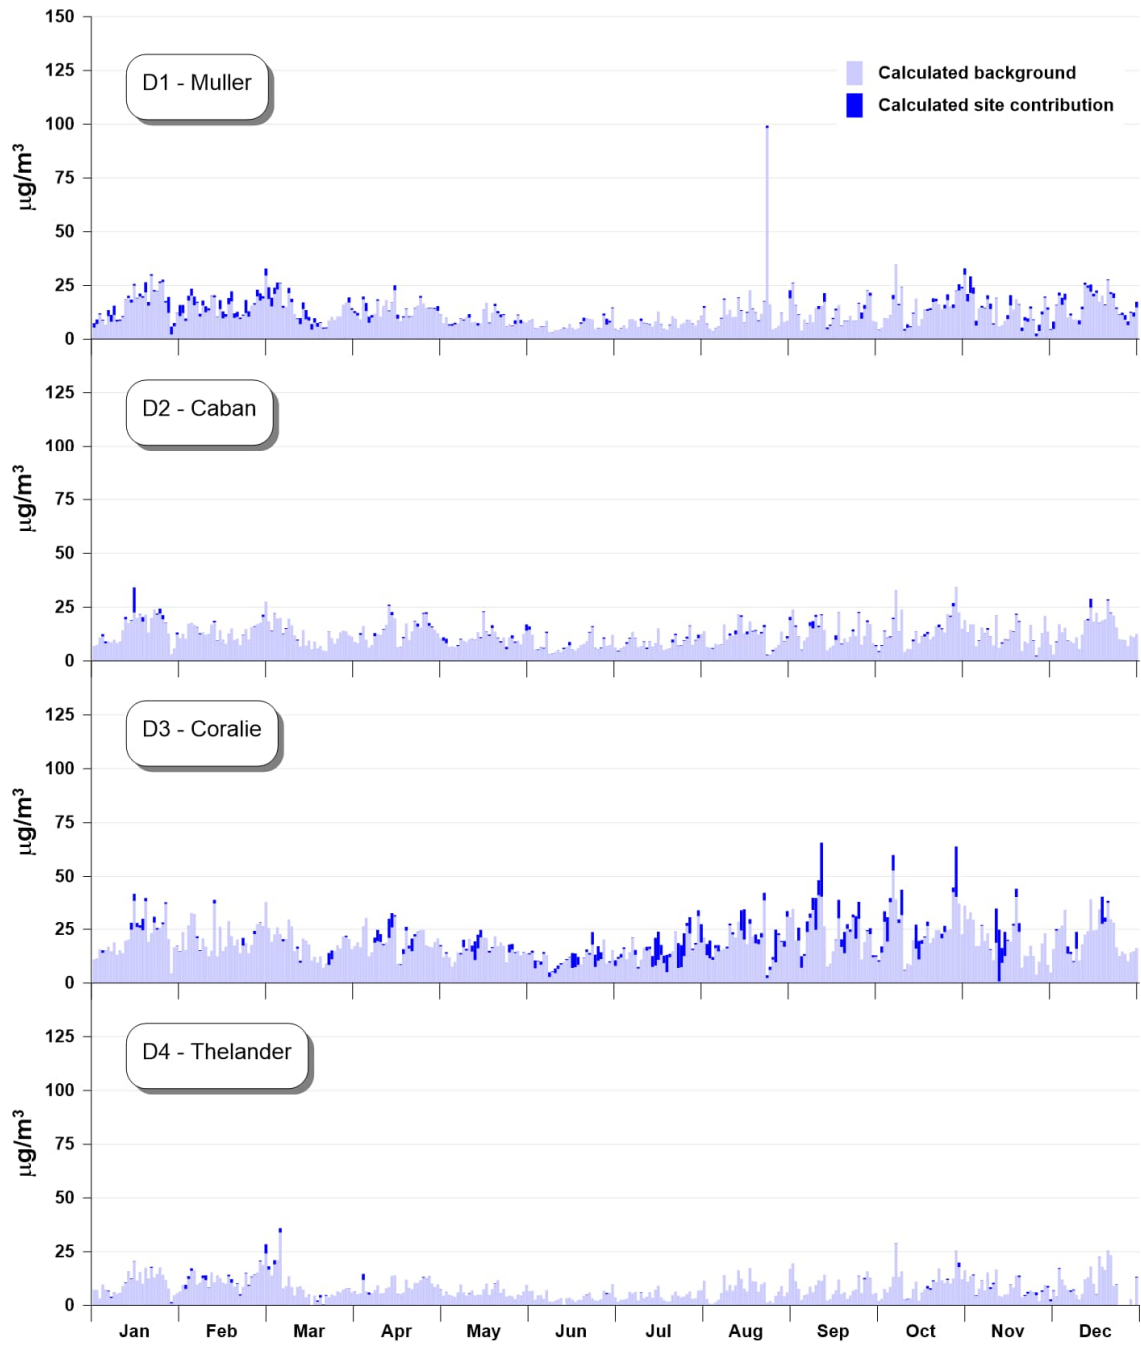 150
125
100
75
50
25
0
µg/m³
D1 - Muller
Calculated background
Calculated site contribution
125
100
75
50
25
0
µg/m³
D2 - Caban
125
100
75
50
25
0
µg/m³
D3 - Coralie
125
100
75
50
25
0
µg/m³
D4 - Thelander
Jan Feb Mar Apr May Jun Jul Aug Sep Oct Nov Dec